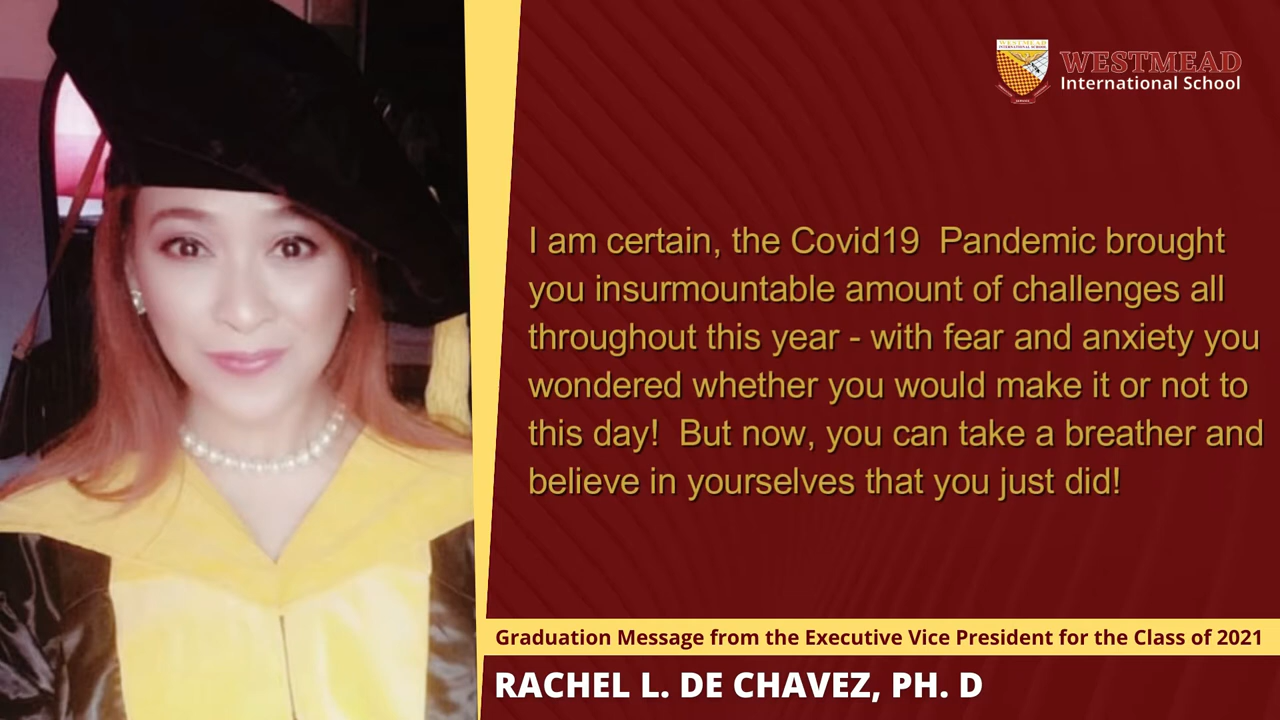 WESTMEAD
International School
I am certain, the Covid19  Pandemic brought
you insurmountable amount of challenges all
throughout this year - with fear and anxiety you
wondered whether you would make it or not to
this day!  But now, you can take a breather and
believe in yourselves that you just did!
Graduation Message from the Executive Vice President for the Class of 2021
RACHEL L. DE CHAVEZ, PH. D